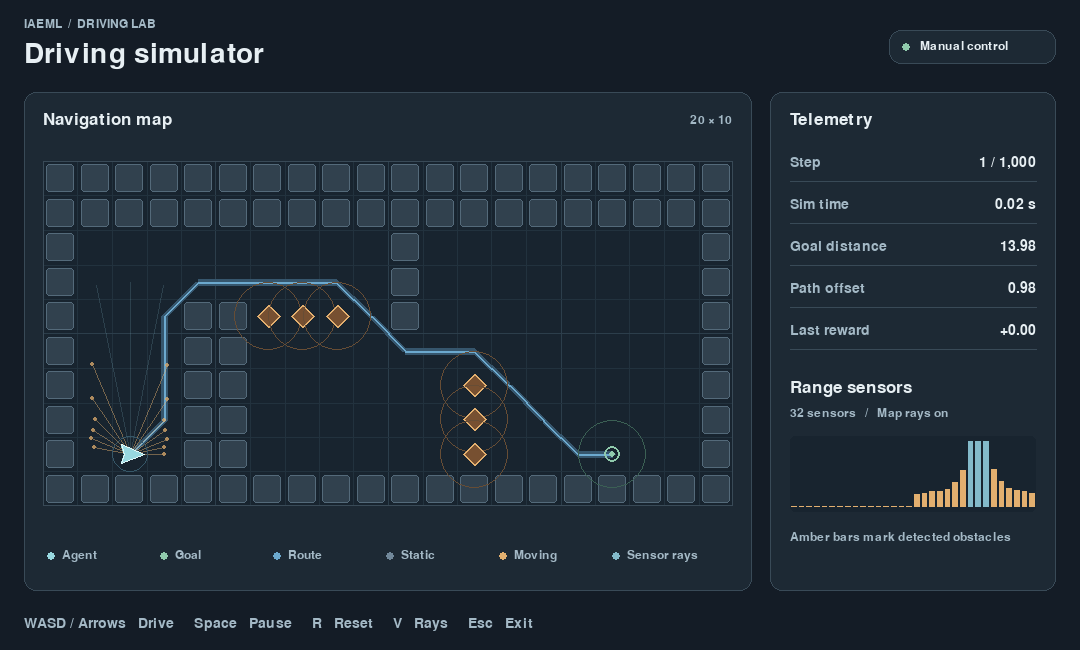 IAEML / DRIVING LAB
Driving simulator
Manual control
Navigation map
20 × 10
Agent
Goal
Route
Static
Moving
Sensor rays
Telemetry
Step 1 / 1,000
Sim time 0.02 s
Goal distance 13.98
Path offset 0.98
Last reward +0.00
Range sensors
32 sensors / Map rays on
Amber bars mark detected obstacles
WASD / Arrows Drive Space Pause R Reset V Rays Esc Exit